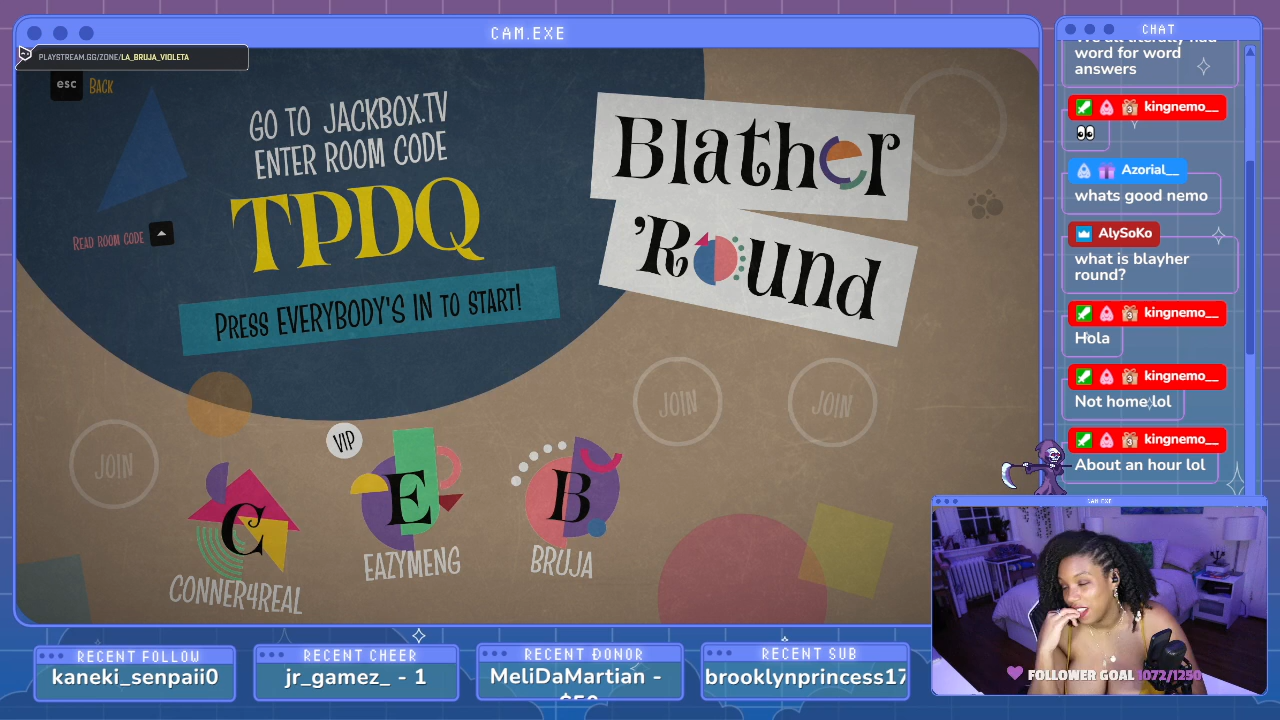 CAM.EXE
PLAYSTREAM.GG/ZONE/LA_BRUJA_VIOLETA
esc BACK
GO TO JACKBOX.TV
ENTER ROOM CODE
TPDQ
READ ROOM CODE
PRESS EVERYBODY'S IN TO START!
Blather
'Round
JOIN
JOIN
JOIN
VIP
C
E
B
CONNER4REAL
EAZYMENG
BRUJA
CHAT
word for word
answers
kingnemo__
👀
Azorial__
whats good nemo
AlySoKo
what is blayher
round?
kingnemo__
Hola
kingnemo__
Not home lol
kingnemo__
About an hour lol
CAM.EXE
FOLLOWER GOAL 1072/1250
RECENT FOLLOW
kaneki_senpaii0
RECENT CHEER
jr_gamez_ - 1
RECENT DONOR
MeliDaMartian -
RECENT SUB
brooklynprincess17